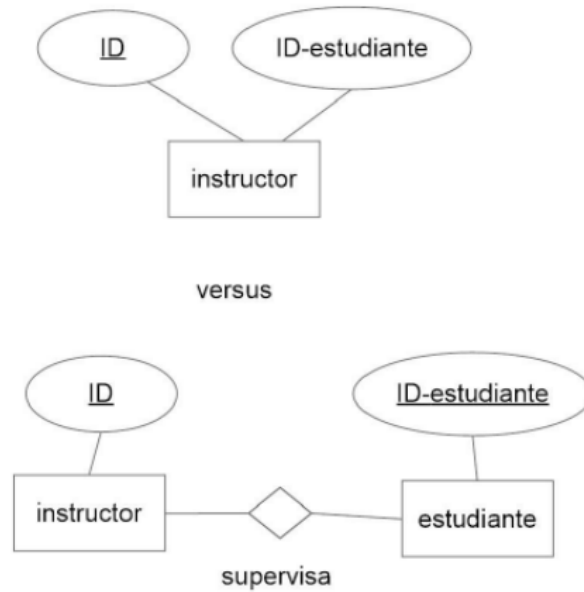 ID
ID-estudiante
instructor
versus
ID
ID-estudiante
instructor
estudiante
supervisa